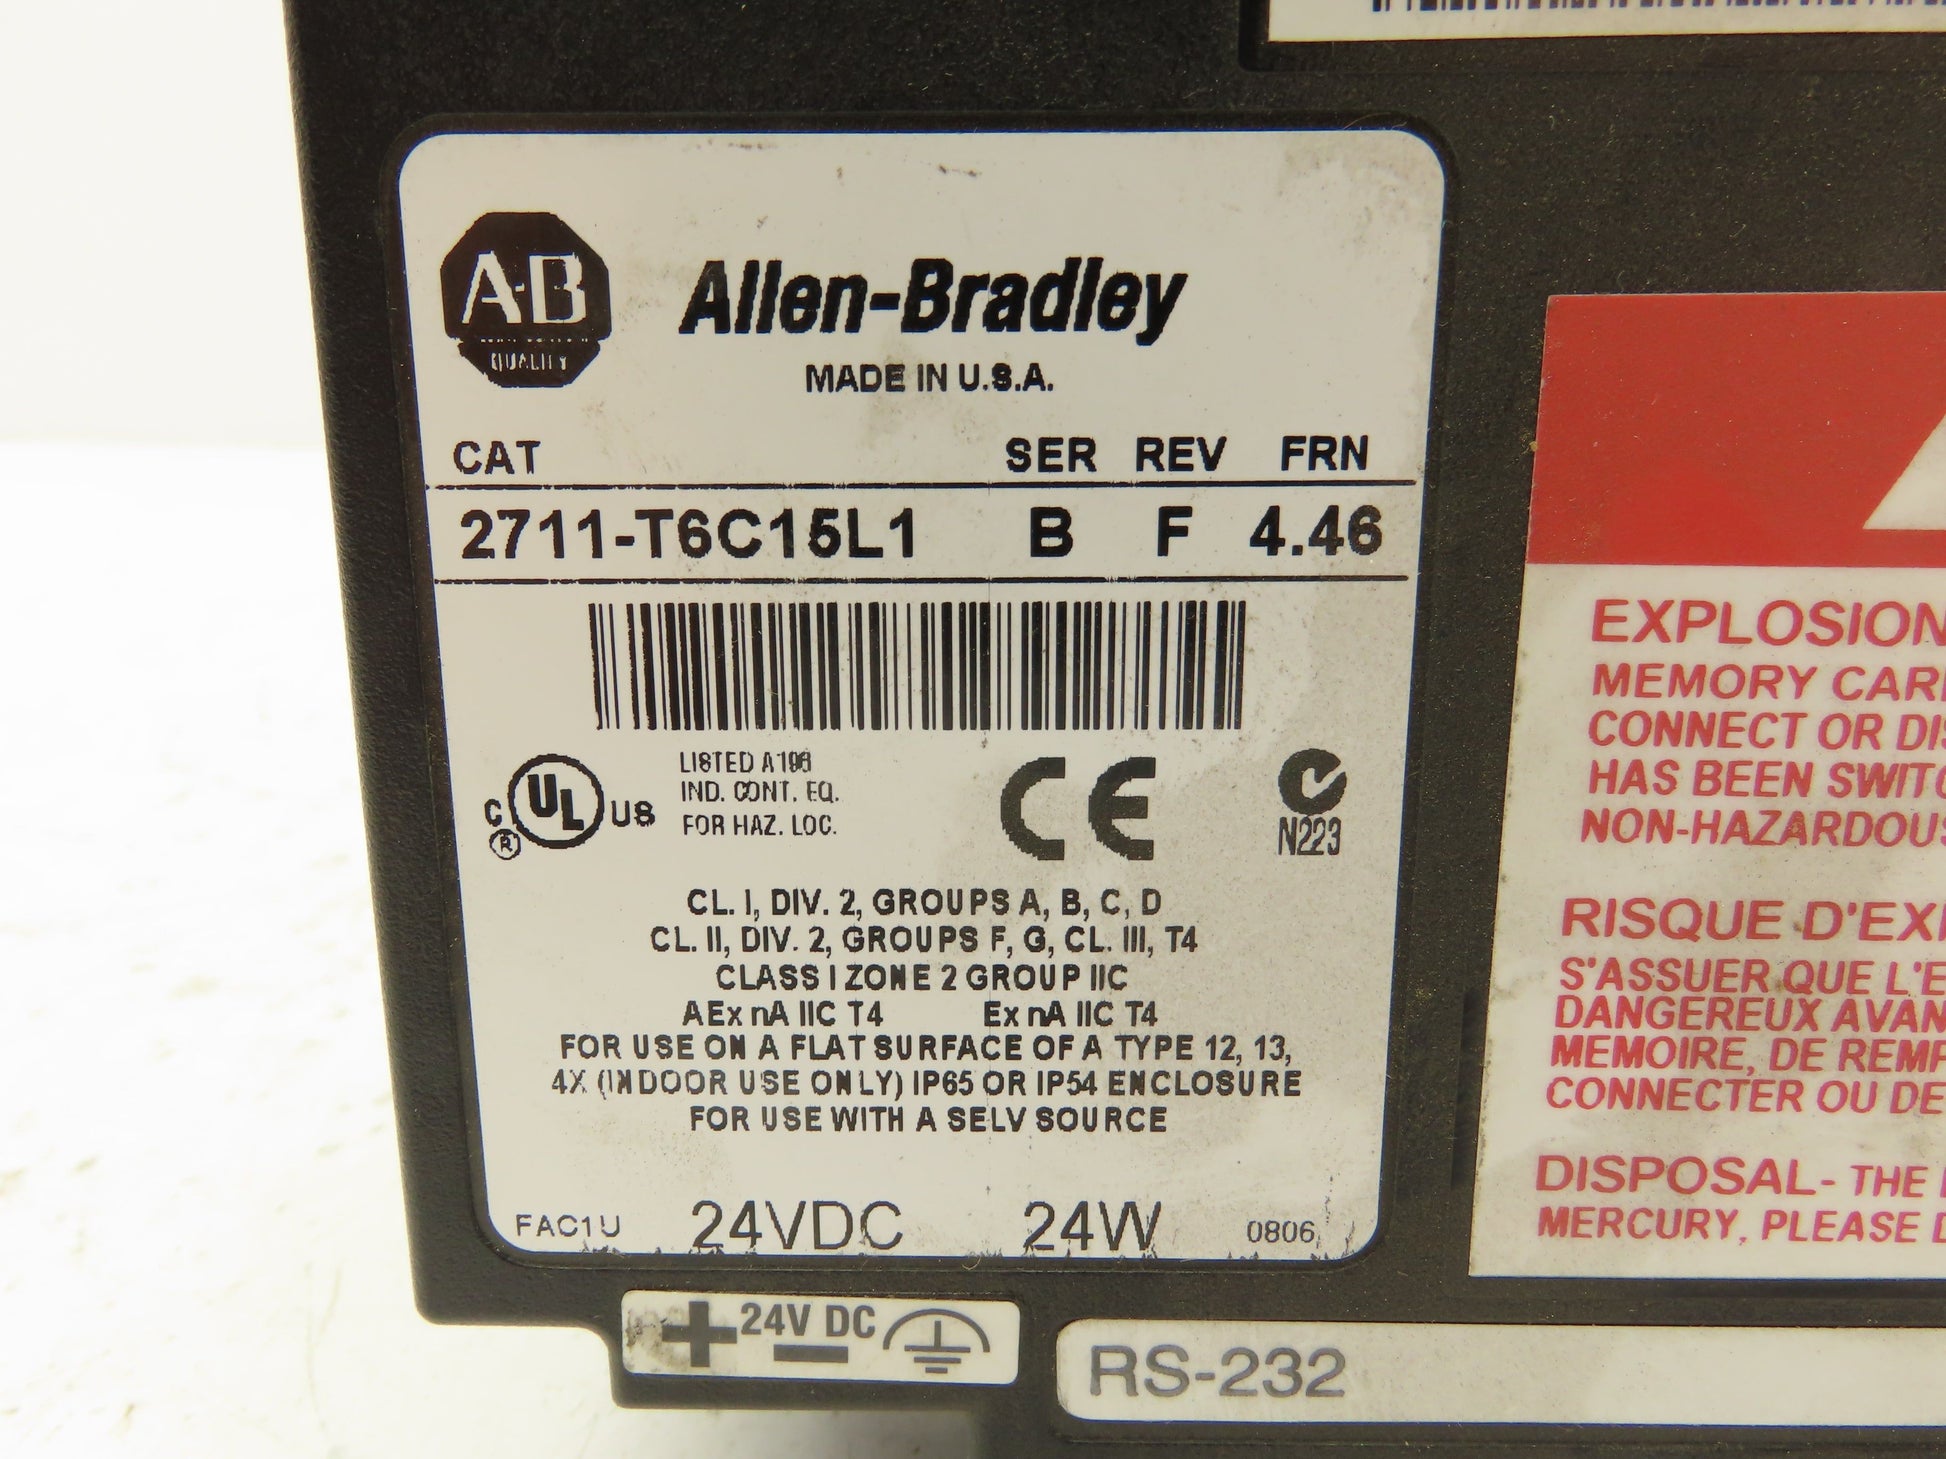 A-B
QUALITY
Allen-Bradley
MADE IN U.S.A.
CAT SER REV FRN
2711-T6C15L1 B F 4.46
C UL US
®
LISTED A196
IND. CONT. EQ.
FOR HAZ. LOC.
CE
N223
CL. I, DIV. 2, GROUPS A, B, C, D
CL. II, DIV. 2, GROUPS F, G, CL. III, T4
CLASS I ZONE 2 GROUP IIC
AEx nA IIC T4 Ex nA IIC T4
FOR USE ON A FLAT SURFACE OF A TYPE 12, 13,
4X (INDOOR USE ONLY) IP65 OR IP54 ENCLOSURE
FOR USE WITH A SELV SOURCE
FAC1U 24VDC 24W 0806
+ 24V DC -
RS-232
EXPLOSION
MEMORY CAR
CONNECT OR DIS
HAS BEEN SWITC
NON-HAZARDOUS
RISQUE D'EX
S'ASSUER QUE L'E
DANGEREUX AVAN
MEMOIRE, DE REMP
CONNECTER OU DE
DISPOSAL- THE
MERCURY, PLEASE D